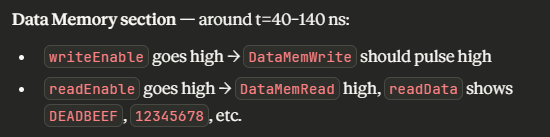 Data Memory section — around t=40–140 ns:
• writeEnable goes high → DataMemWrite should pulse high
• readEnable goes high → DataMemRead high, readData shows
DEADBEEF, 12345678, etc.